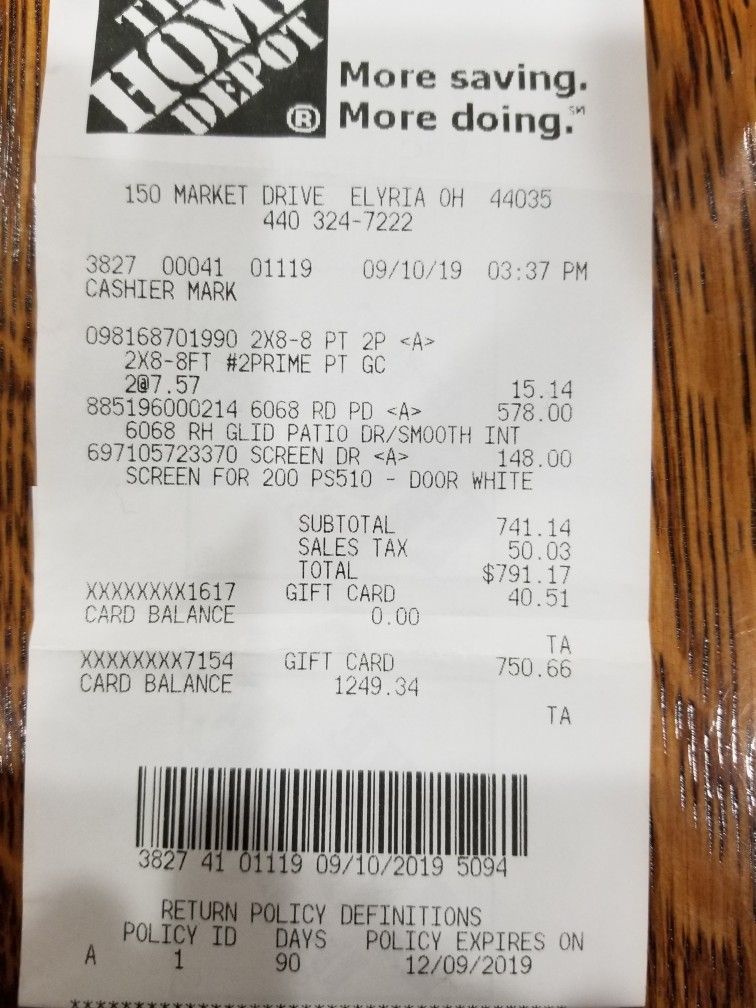 THE
HOME
DEPOT
®
More saving.
More doing.℠
150 MARKET DRIVE ELYRIA OH 44035
440 324-7222
3827 00041 01119 09/10/19 03:37 PM
CASHIER MARK
098168701990 2X8-8 PT 2P <A>
2X8-8FT #2PRIME PT GC
2@7.57 15.14
885196000214 6068 RD PD <A> 578.00
6068 RH GLID PATIO DR/SMOOTH INT
697105723370 SCREEN DR <A> 148.00
SCREEN FOR 200 PS510 - DOOR WHITE
SUBTOTAL 741.14
SALES TAX 50.03
TOTAL $791.17
XXXXXXXX1617 GIFT CARD 40.51
CARD BALANCE 0.00
TA
XXXXXXXX7154 GIFT CARD 750.66
CARD BALANCE 1249.34
TA
3827 41 01119 09/10/2019 5094
RETURN POLICY DEFINITIONS
POLICY ID DAYS POLICY EXPIRES ON
A 1 90 12/09/2019